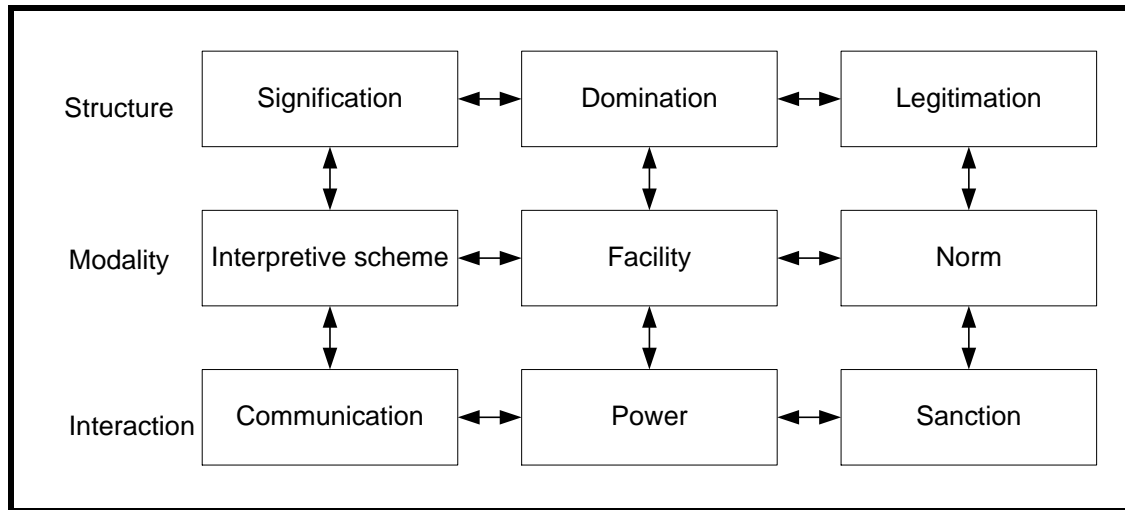 Structure
Signification
Domination
Legitimation
Modality
Interpretive scheme
Facility
Norm
Interaction
Communication
Power
Sanction